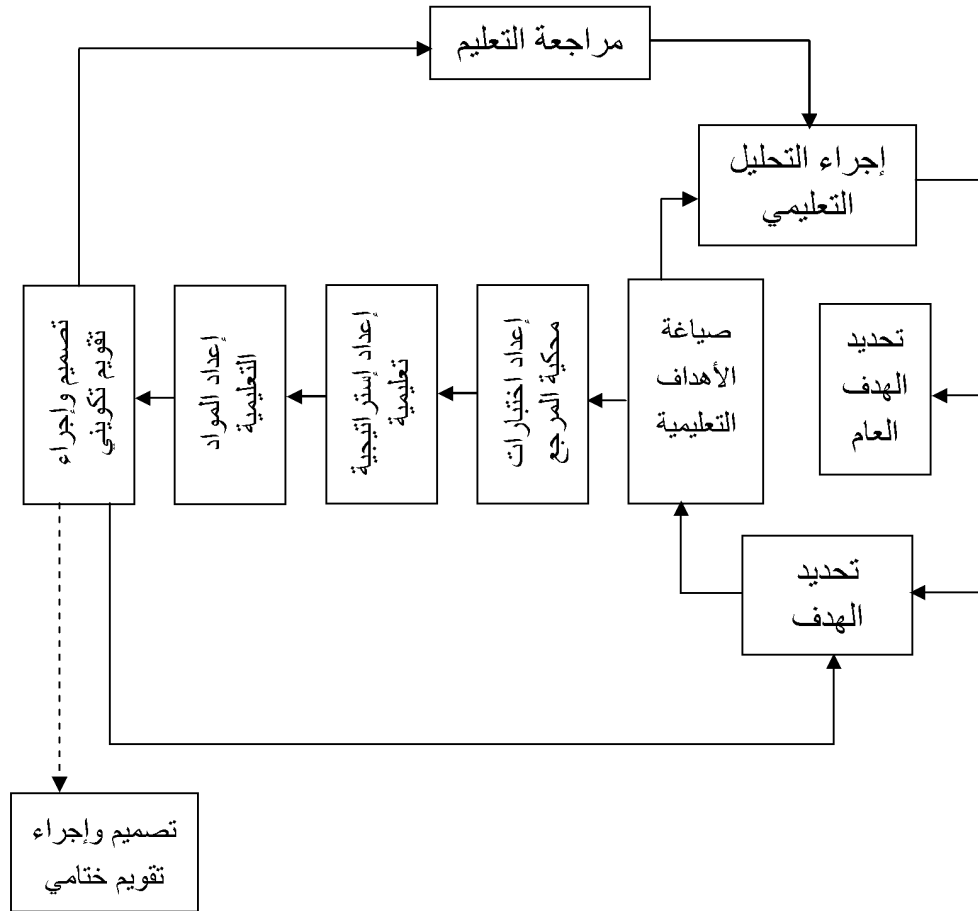 مراجعة التعليم
إجراء التحليل
التعليمي
تحديد
الهدف
العام
صياغة
الأهداف
التعليمية
إعداد اختبارات
محكية المرجع
إعداد إستراتيجية
تعليمية
إعداد المواد
التعليمية
تصميم وإجراء
تقويم تكويني
تحديد
الهدف
تصميم وإجراء
تقويم ختامي